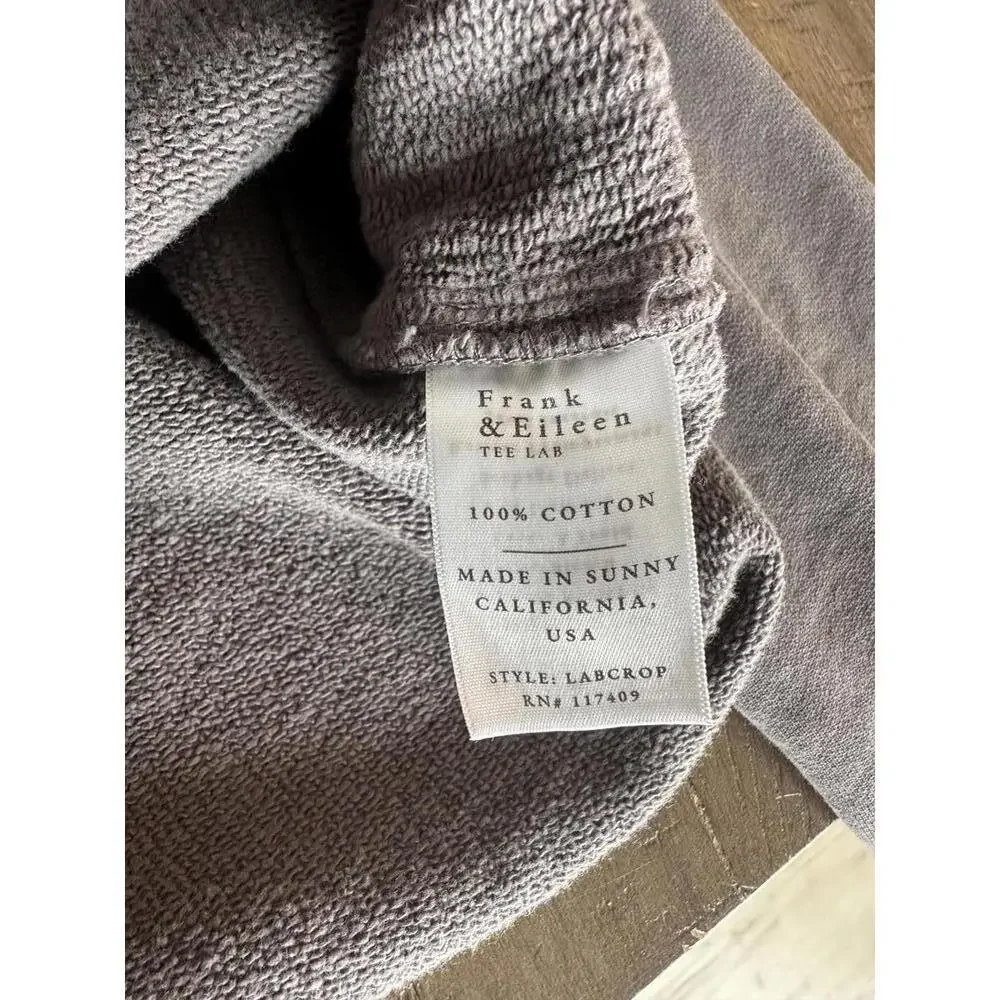 Frank
&Eileen
TEE LAB
100% COTTON
MADE IN SUNNY
CALIFORNIA,
USA
STYLE: LABCROP
RN# 117409